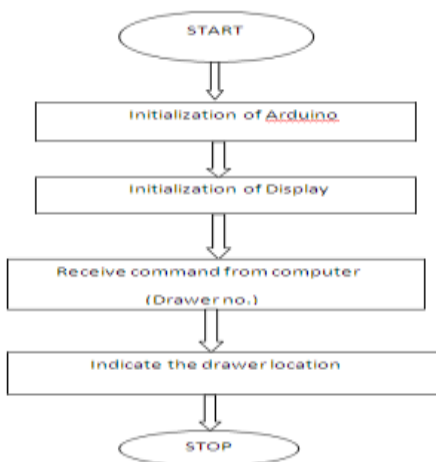 START
Initialization of Arduino
Initialization of Display
Receive command from computer
(Drawer no.)
Indicate the drawer location
STOP